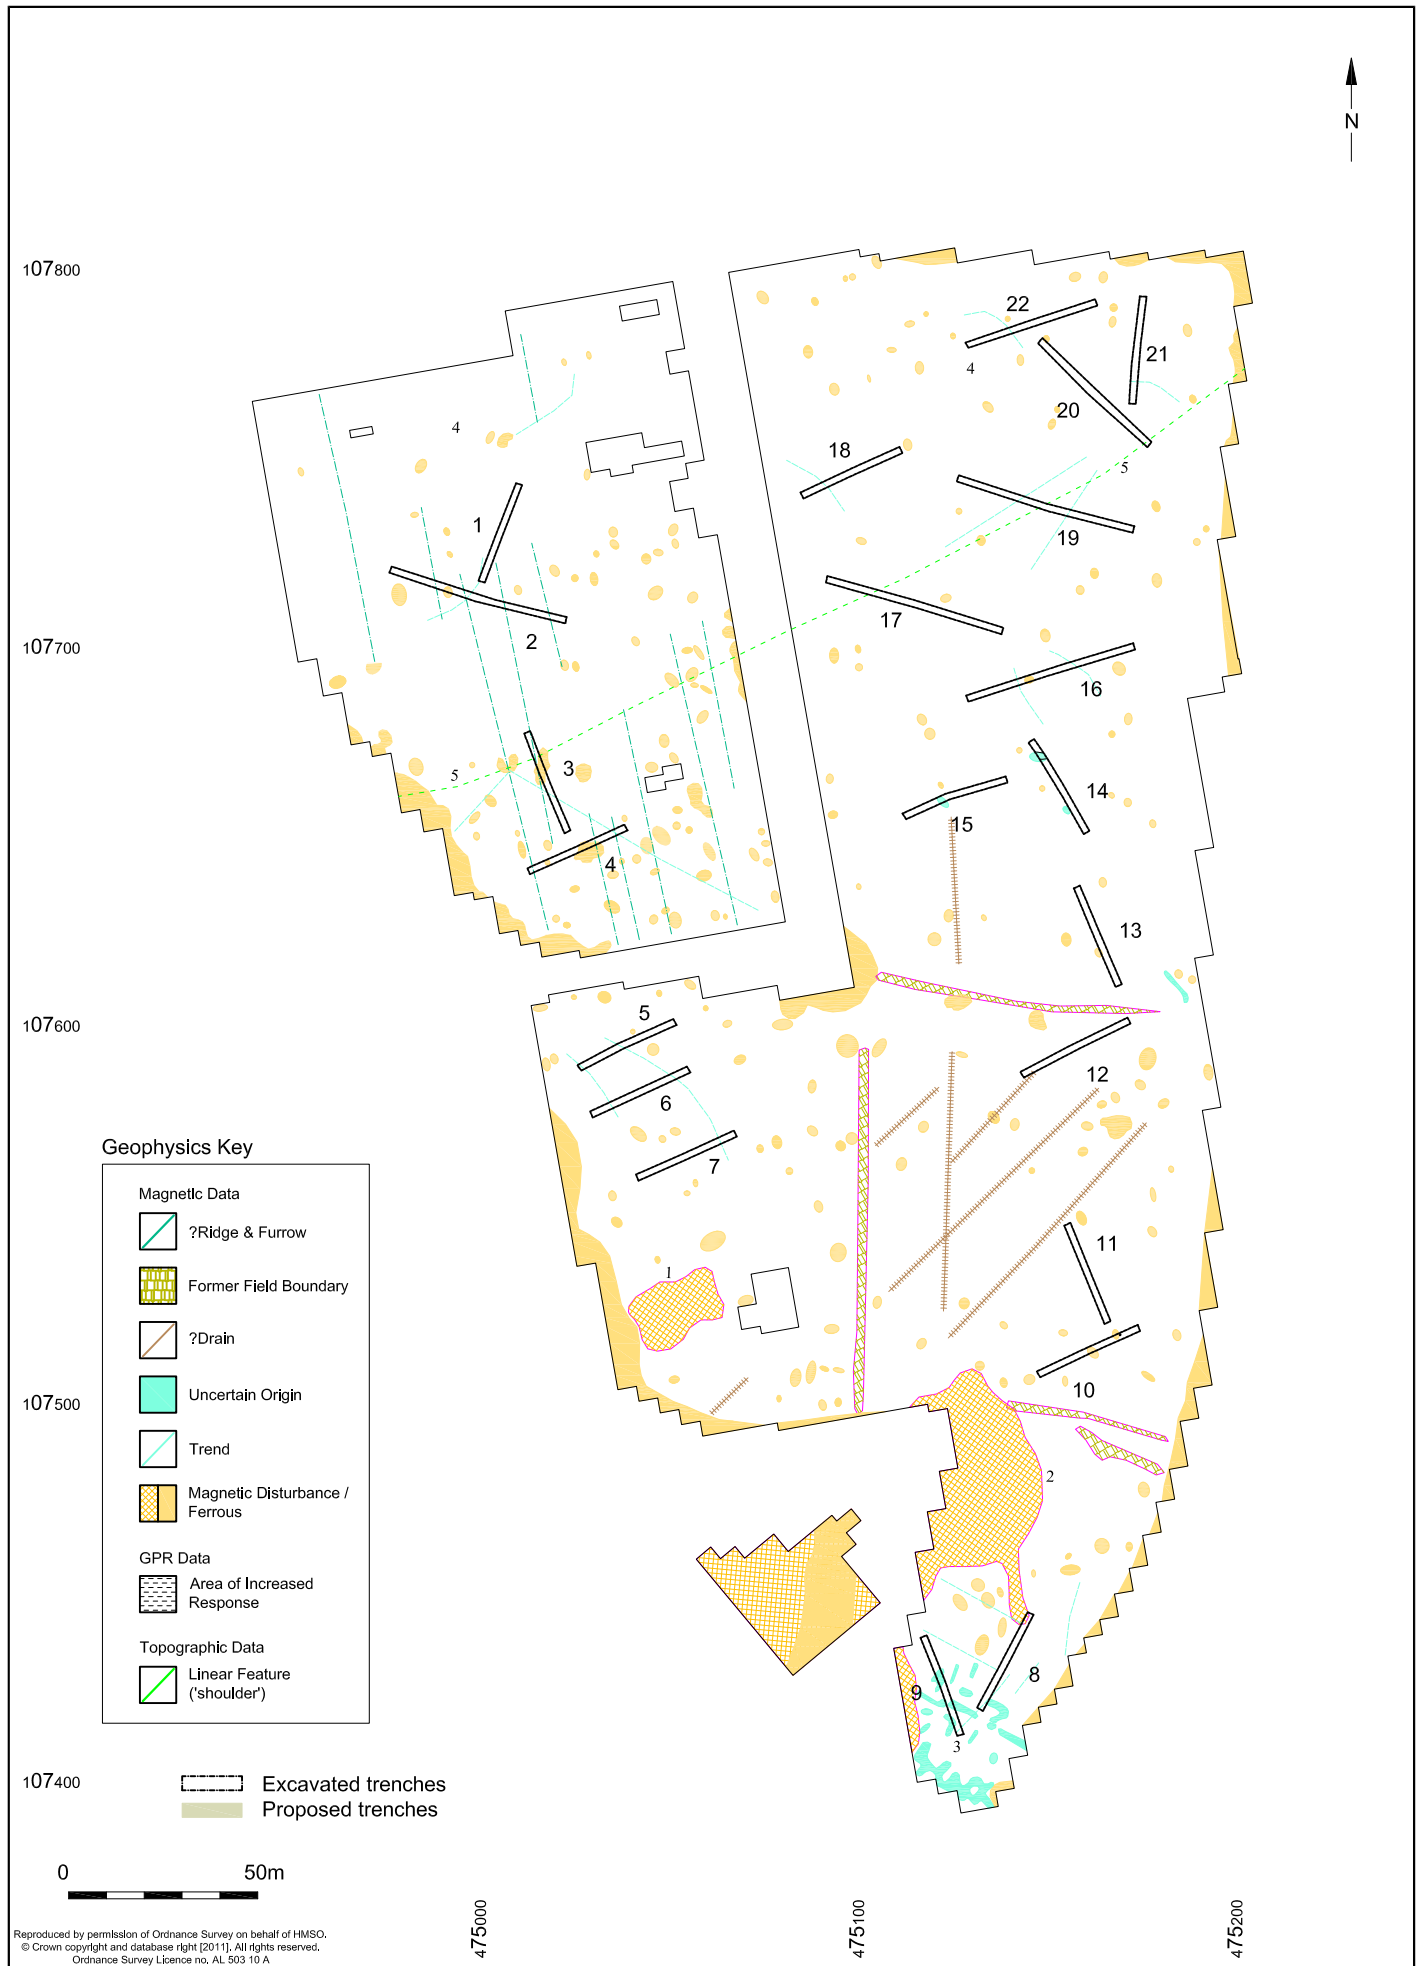 N
107800
22
21
4
20
4
18
5
1
19
17
2
107700
16
5
3
14
15
4
13
5
107600
6
12
7
11
1
10
107500
2
8
9
3
107400
Geophysics Key
Magnetic Data
?Ridge & Furrow
Former Field Boundary
?Drain
Uncertain Origin
Trend
Magnetic Disturbance /
Ferrous
GPR Data
Area of Increased
Response
Topographic Data
Linear Feature
('shoulder')
Excavated trenches
Proposed trenches
0 50m
475000
475100
475200
Reproduced by permission of Ordnance Survey on behalf of HMSO.
© Crown copyright and database right [2011]. All rights reserved.
Ordnance Survey Licence no. AL 503 10 A